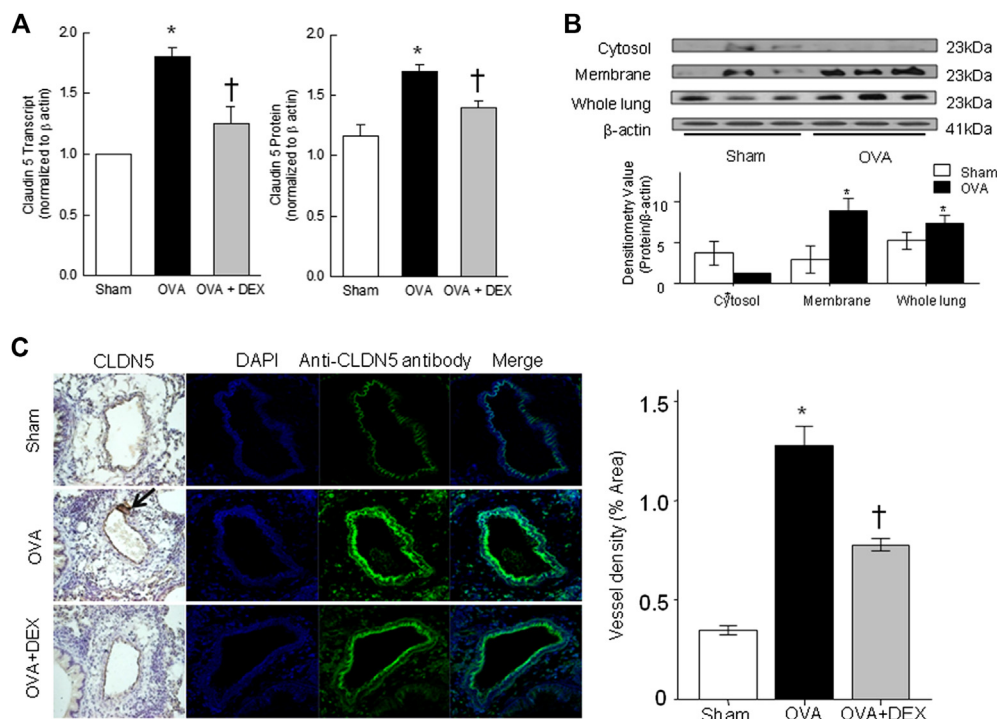 A
Claudin 5 Transcript
(normalized to β actin)
2.0
1.5
1.0
0.5
0.0
*
†
Sham
OVA
OVA + DEX
Claudin 5 Protein
(normalized to β actin)
2.0
1.5
1.0
0.5
0.0
*
†
Sham
OVA
OVA + DEX
B
Cytosol
23kDa
Membrane
23kDa
Whole lung
23kDa
β-actin
41kDa
Sham
OVA
Sham
OVA
Densitiometry Value
(Protein/β-actin)
10
5
0
*
*
Cytosol
Membrane
Whole lung
C
CLDN5
DAPI
Anti-CLDN5 antibody
Merge
Sham
OVA
OVA+DEX
Vessel density (% Area)
1.5
1.0
0.5
0
*
†
Sham
OVA
OVA+DEX